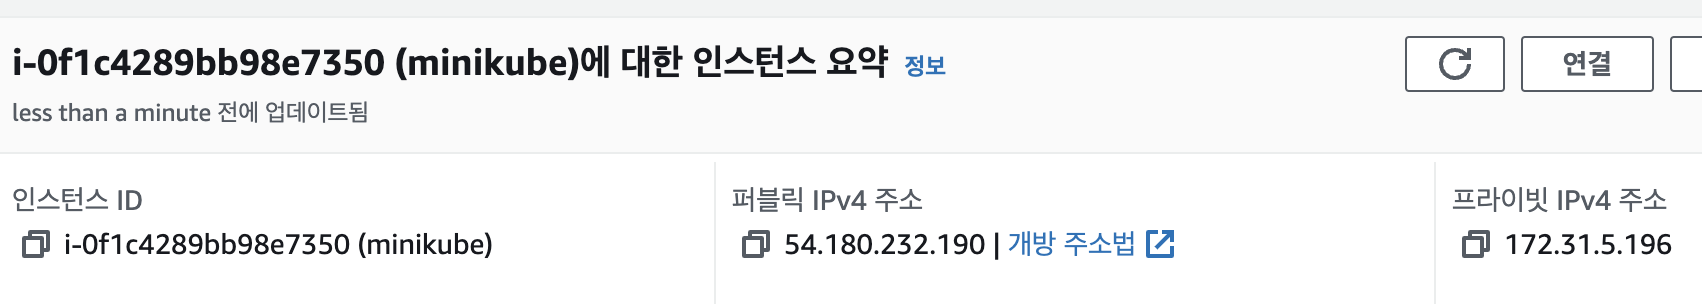 i-0f1c4289bb98e7350 (minikube)에 대한 인스턴스 요약 정보
연결
less than a minute 전에 업데이트됨
인스턴스 ID
i-0f1c4289bb98e7350 (minikube)
퍼블릭 IPv4 주소
54.180.232.190 | 개방 주소법
프라이빗 IPv4 주소
172.31.5.196